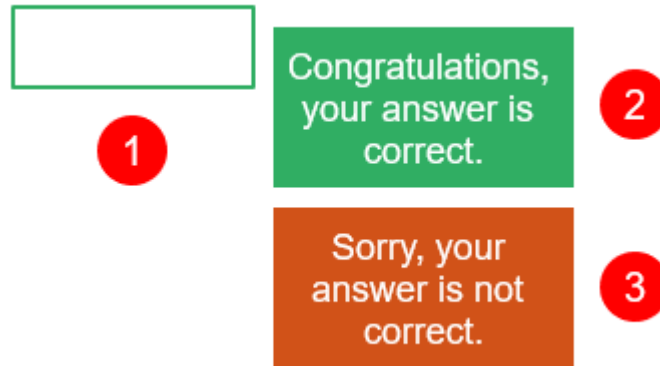 1
Congratulations,
your answer is
correct.
2
Sorry, your
answer is not
correct.
3